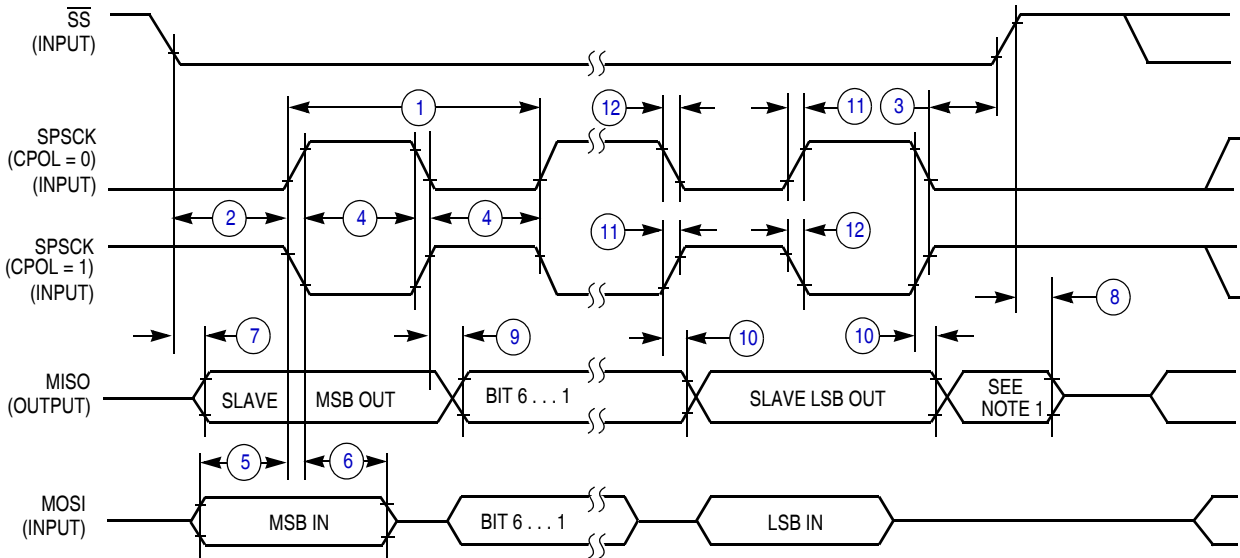 SS
(INPUT)
1
12
11
3
SPSCK
(CPOL = 0)
(INPUT)
2
4
4
SPSCK
(CPOL = 1)
(INPUT)
11
12
8
7
9
10
10
MISO
(OUTPUT)
SLAVE
MSB OUT
BIT 6 . . . 1
SLAVE LSB OUT
SEE
NOTE 1
5
6
MOSI
(INPUT)
MSB IN
BIT 6 . . . 1
LSB IN